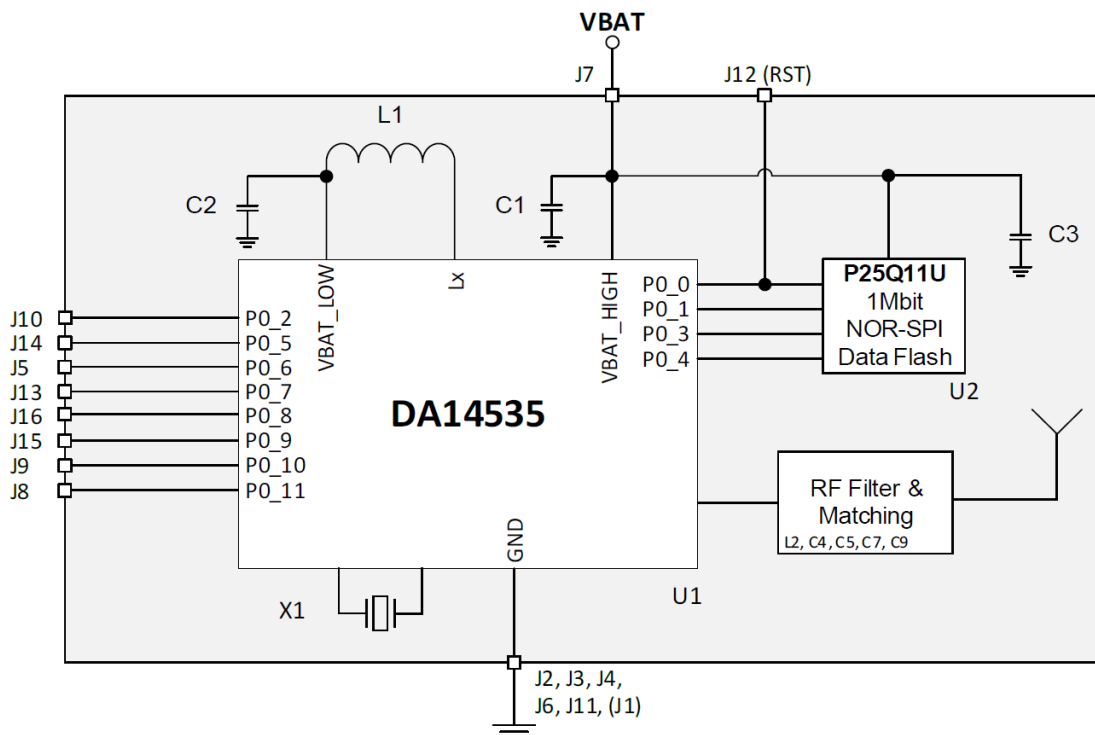 VBAT
J7
J12 (RST)
L1
C2
C1
C3
VBAT_LOW
Lx
VBAT_HIGH
P0_0
P0_1
P0_3
P0_4
P25Q11U
1Mbit
NOR-SPI
Data Flash
U2
J10
J14
J5
J13
J16
J15
J9
J8
P0_2
P0_5
P0_6
P0_7
P0_8
P0_9
P0_10
P0_11
DA14535
RF Filter &
Matching
L2, C4, C5, C7, C9
GND
X1
U1
J2, J3, J4,
J6, J11, (J1)